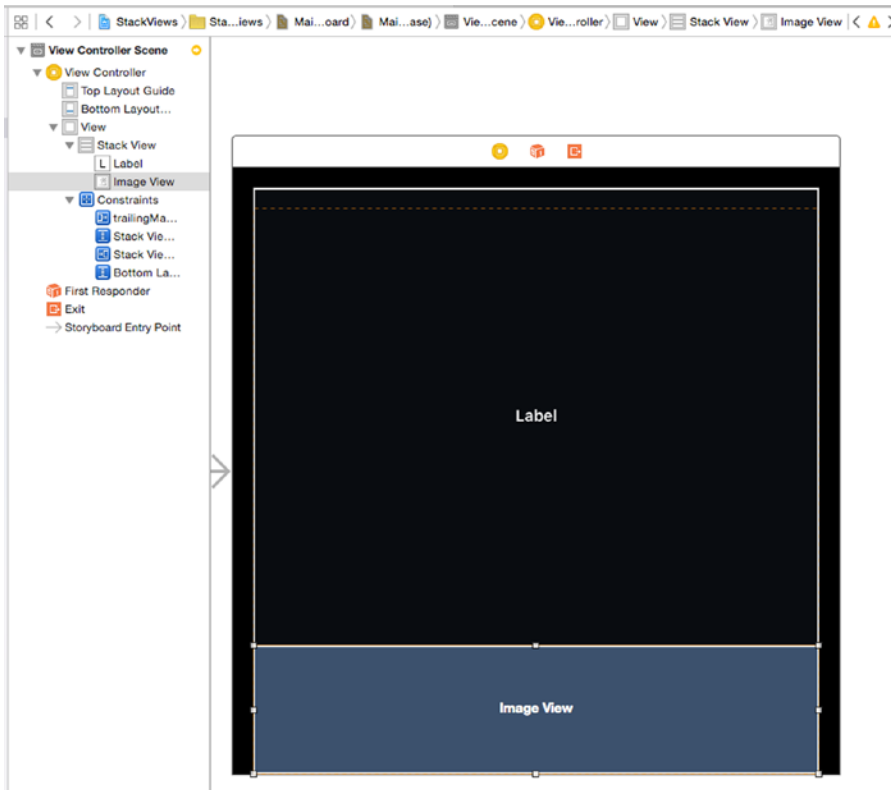 StackViews Sta...iews Mai...oard Mai...ase) Vie...cene Vie...roller View Stack View Image View
View Controller Scene
View Controller
Top Layout Guide
Bottom Layout...
View
Stack View
L Label
Image View
Constraints
trailingMa...
Stack Vie...
Stack Vie...
Bottom La...
First Responder
Exit
Storyboard Entry Point
Label
Image View